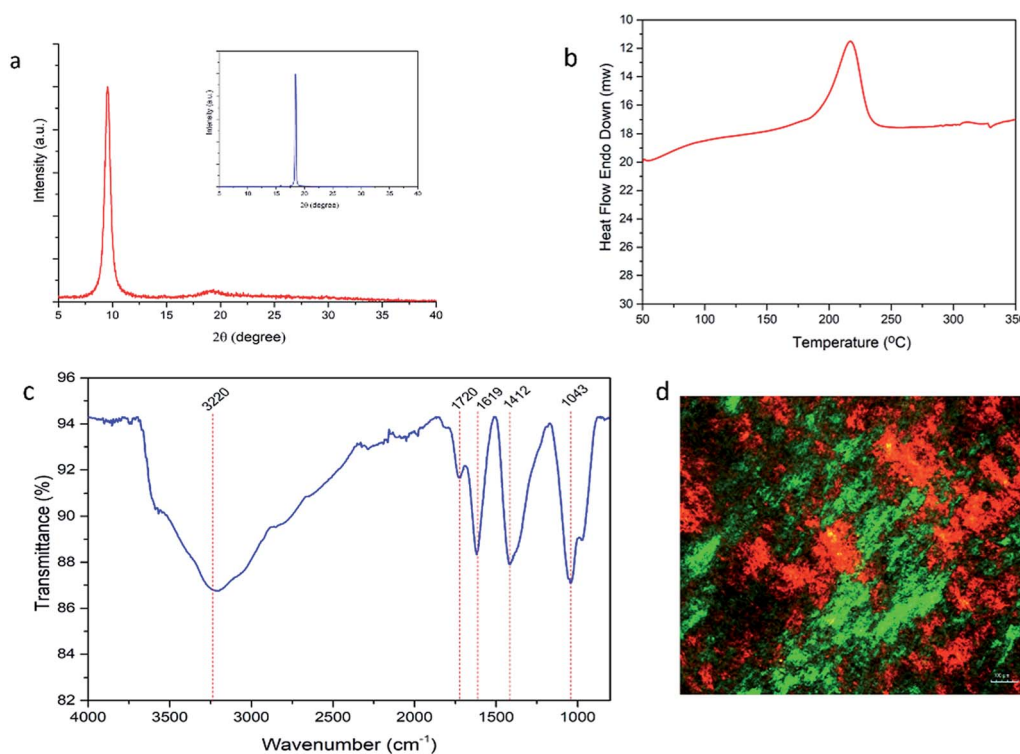 a
Intensity (a.u.)
5 10 15 20 25 30 35 40
2θ (degree)
Intensity (a.u.)
5 10 15 20 25 30 35 40
2θ (degree)
b
Heat Flow Endo Down (mw)
10
12
14
16
18
20
22
24
26
28
30
50 100 150 200 250 300 350
Temperature (⁰C)
c
Transmittance (%)
96
94
92
90
88
86
84
82
3220
1720
1619
1412
1043
4000 3500 3000 2500 2000 1500 1000
Wavenumber (cm⁻¹)
d